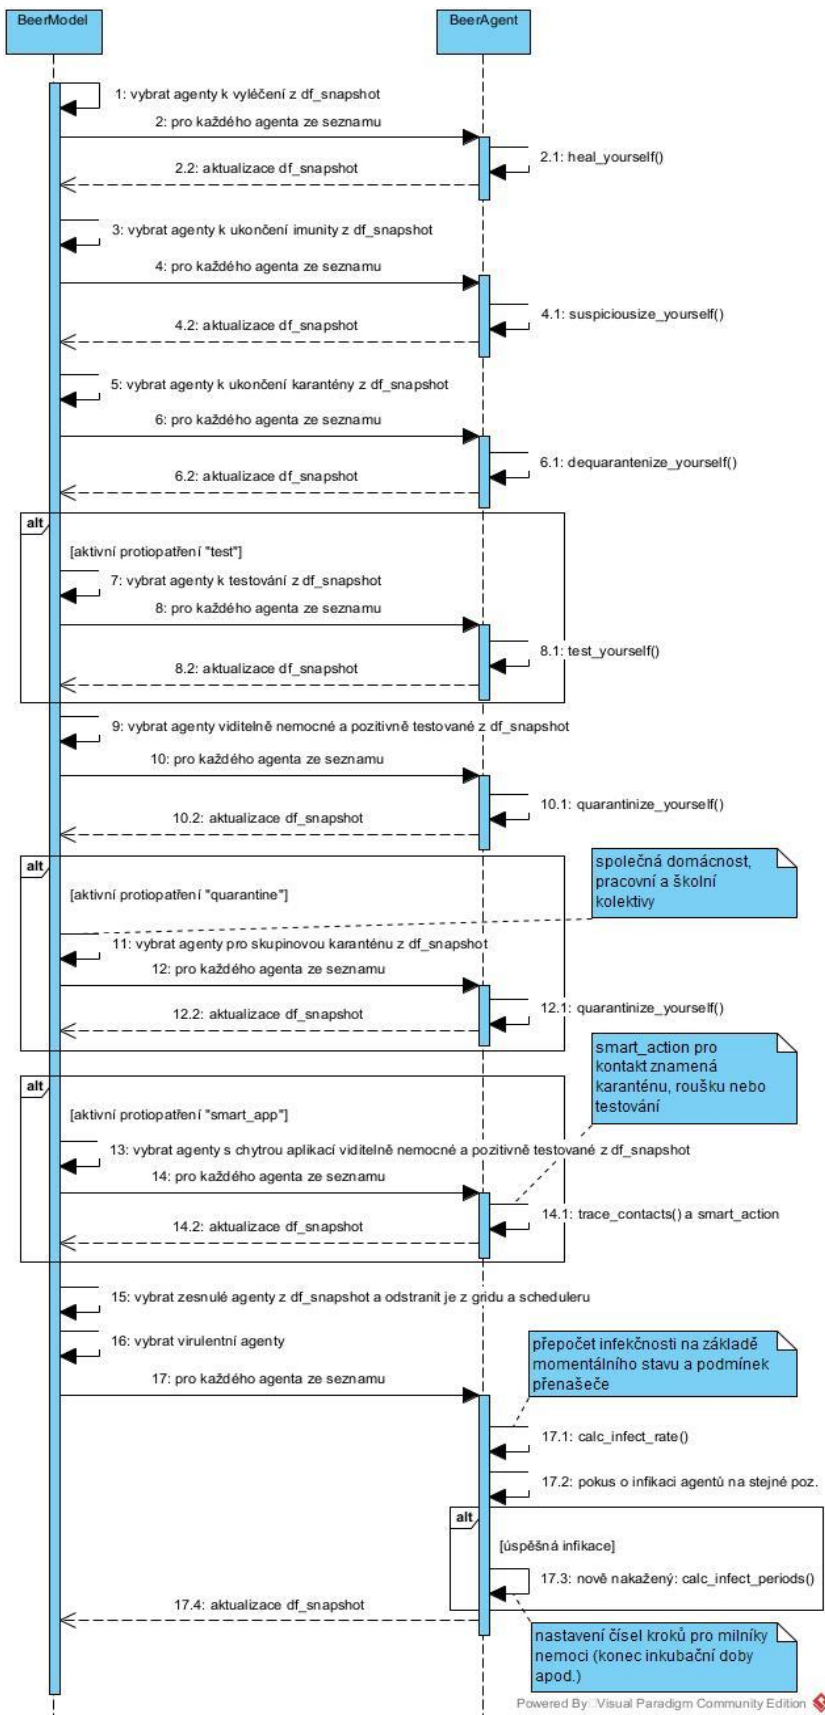 BeerModel
BeerAgent
1: vybrat agenty k vyléčení z df_snapshot
2: pro každého agenta ze seznamu
2.1: heal_yourself()
2.2: aktualizace df_snapshot
3: vybrat agenty k ukončení imunity z df_snapshot
4: pro každého agenta ze seznamu
4.1: suspiciousize_yourself()
4.2: aktualizace df_snapshot
5: vybrat agenty k ukončení karantény z df_snapshot
6: pro každého agenta ze seznamu
6.1: dequarantenize_yourself()
6.2: aktualizace df_snapshot
alt
[aktivní protiopatření "test"]
7: vybrat agenty k testování z df_snapshot
8: pro každého agenta ze seznamu
8.1: test_yourself()
8.2: aktualizace df_snapshot
9: vybrat agenty viditelně nemocné a pozitivně testované z df_snapshot
10: pro každého agenta ze seznamu
10.1: quarantinize_yourself()
10.2: aktualizace df_snapshot
alt
společná domácnost,
pracovní a školní
kolektivy
[aktivní protiopatření "quarantine"]
11: vybrat agenty pro skupinovou karanténu z df_snapshot
12: pro každého agenta ze seznamu
12.1: quarantinize_yourself()
12.2: aktualizace df_snapshot
smart_action pro
kontakt znamená
karanténu, roušku nebo
testování
alt
[aktivní protiopatření "smart_app"]
13: vybrat agenty s chytrou aplikací viditelně nemocné a pozitivně testované z df_snapshot
14: pro každého agenta ze seznamu
14.1: trace_contacts() a smart_action
14.2: aktualizace df_snapshot
15: vybrat zesnulé agenty z df_snapshot a odstranit je z gridu a scheduleru
16: vybrat virulentní agenty
přepočet infekčnosti na základě
momentálního stavu a podmínek
přenašeče
17: pro každého agenta ze seznamu
17.1: calc_infect_rate()
17.2: pokus o infikaci agentů na stejné poz.
alt
[úspěšná infikace]
17.3: nově nakažený: calc_infect_periods()
17.4: aktualizace df_snapshot
nastavení čísel kroků pro milníky
nemoci (konec inkubační doby
apod.)
Powered By Visual Paradigm Community Edition